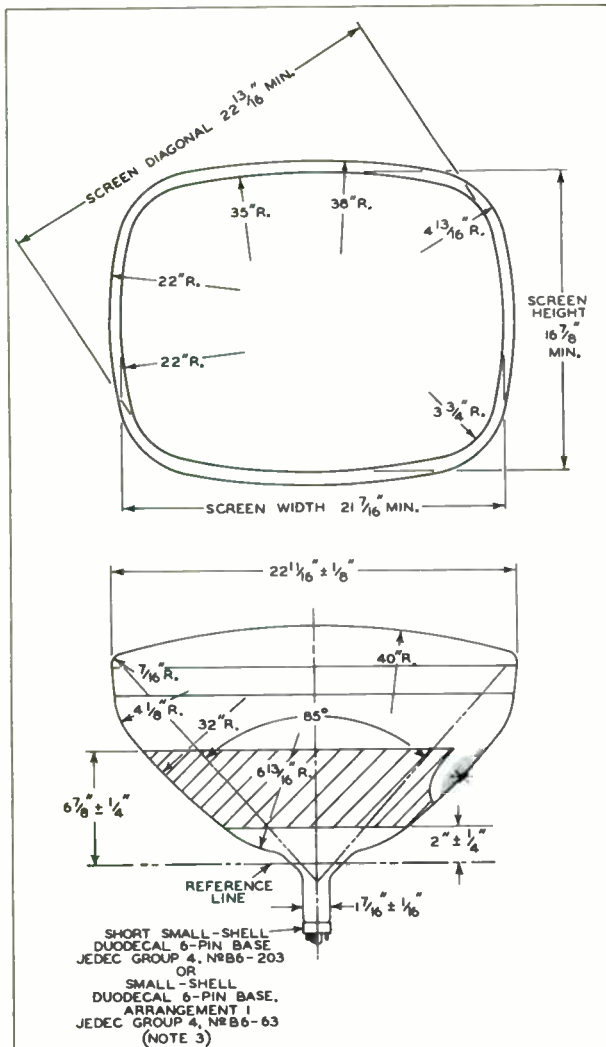 SCREEN DIAGONAL 22 13/16" MIN.
35"R.
38"R.
4 13/16"R.
22"R.
SCREEN
HEIGHT
16 7/8"
MIN.
22"R.
3 3/4"R.
SCREEN WIDTH 21 7/16" MIN.
22 11/16" ± 1/8"
7/16"R.
40"R.
4 1/8"R.
32"R.
85°
6 13/16"R.
6 7/8" ± 1/4"
2" ± 1/4"
REFERENCE
LINE
1 7/16" ± 1/16"
SHORT SMALL-SHELL
DUODECAL 6-PIN BASE
JEDEC GROUP 4, Nº B6-203
OR
SMALL-SHELL
DUODECAL 6-PIN BASE,
ARRANGEMENT 1
JEDEC GROUP 4, Nº B6-63
(NOTE 3)